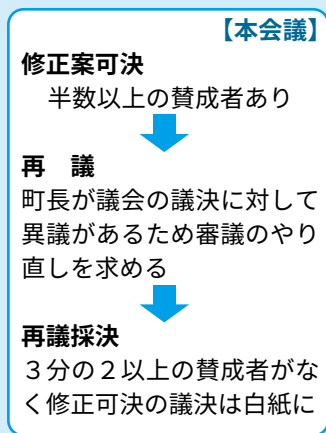 【本会議】
修正案可決
半数以上の賛成者あり
再　議
町長が議会の議決に対して
異議があるため審議のやり
直しを求める
再議採決
３分の２以上の賛成者がな
く修正可決の議決は白紙に